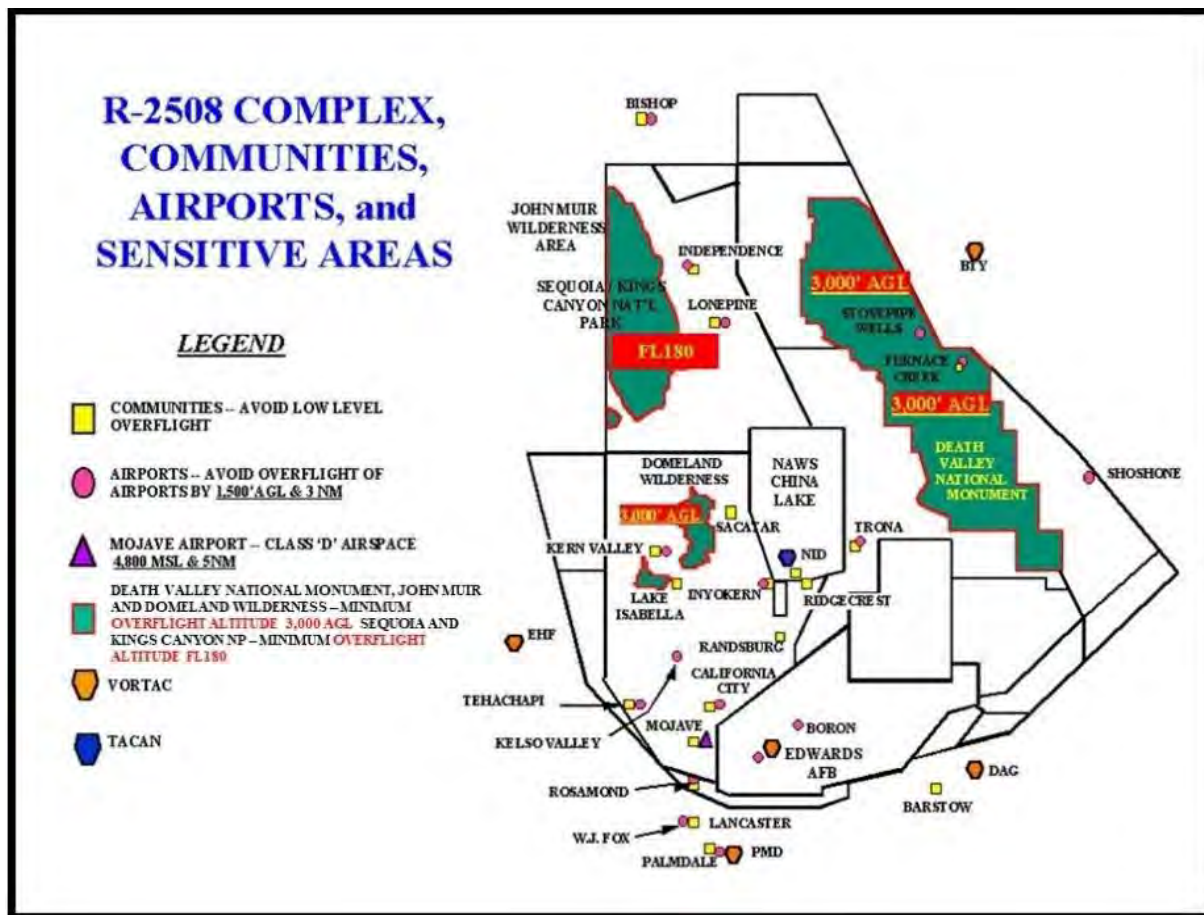 R-2508 COMPLEX,
COMMUNITIES,
AIRPORTS, and
SENSITIVE AREAS
LEGEND
COMMUNITIES -- AVOID LOW LEVEL
OVERFLIGHT
AIRPORTS -- AVOID OVERFLIGHT OF
AIRPORTS BY 1,500' AGL & 3 NM
MOJAVE AIRPORT -- CLASS 'D' AIRSPACE
4,800 MSL & 5NM
DEATH VALLEY NATIONAL MONUMENT, JOHN MUIR
AND DOMELAND WILDERNESS -- MINIMUM
OVERFLIGHT ALTITUDE 3,000 AGL SEQUOIA AND
KINGS CANYON NP -- MINIMUM OVERFLIGHT
ALTITUDE FL180
VORTAC
TACAN
BISHOP
JOHN MUIR
WILDERNESS
AREA
INDEPENDENCE
SEQUOIA / KINGS
CANYON NAT'L
PARK
LONEPINE
FL180
BTY
3,000' AGL
STOVEPIPE
WELLS
FURNACE
CREEK
3,000' AGL
DEATH
VALLEY
NATIONAL
MONUMENT
SHOSHONE
DOMELAND
WILDERNESS
NAWS
CHINA
LAKE
3,000' AGL
SACATAR
TRONA
KERN VALLEY
NID
LAKE
ISABELLA
INYOKERN
RIDGECREST
EHF
RANDSBURG
CALIFORNIA
CITY
TEHACHAPI
MOJAVE
KELSO VALLEY
BORON
EDWARDS
AFB
DAG
ROSAMOND
BARSTOW
LANCASTER
W.J. FOX
PALMDALE
PMD